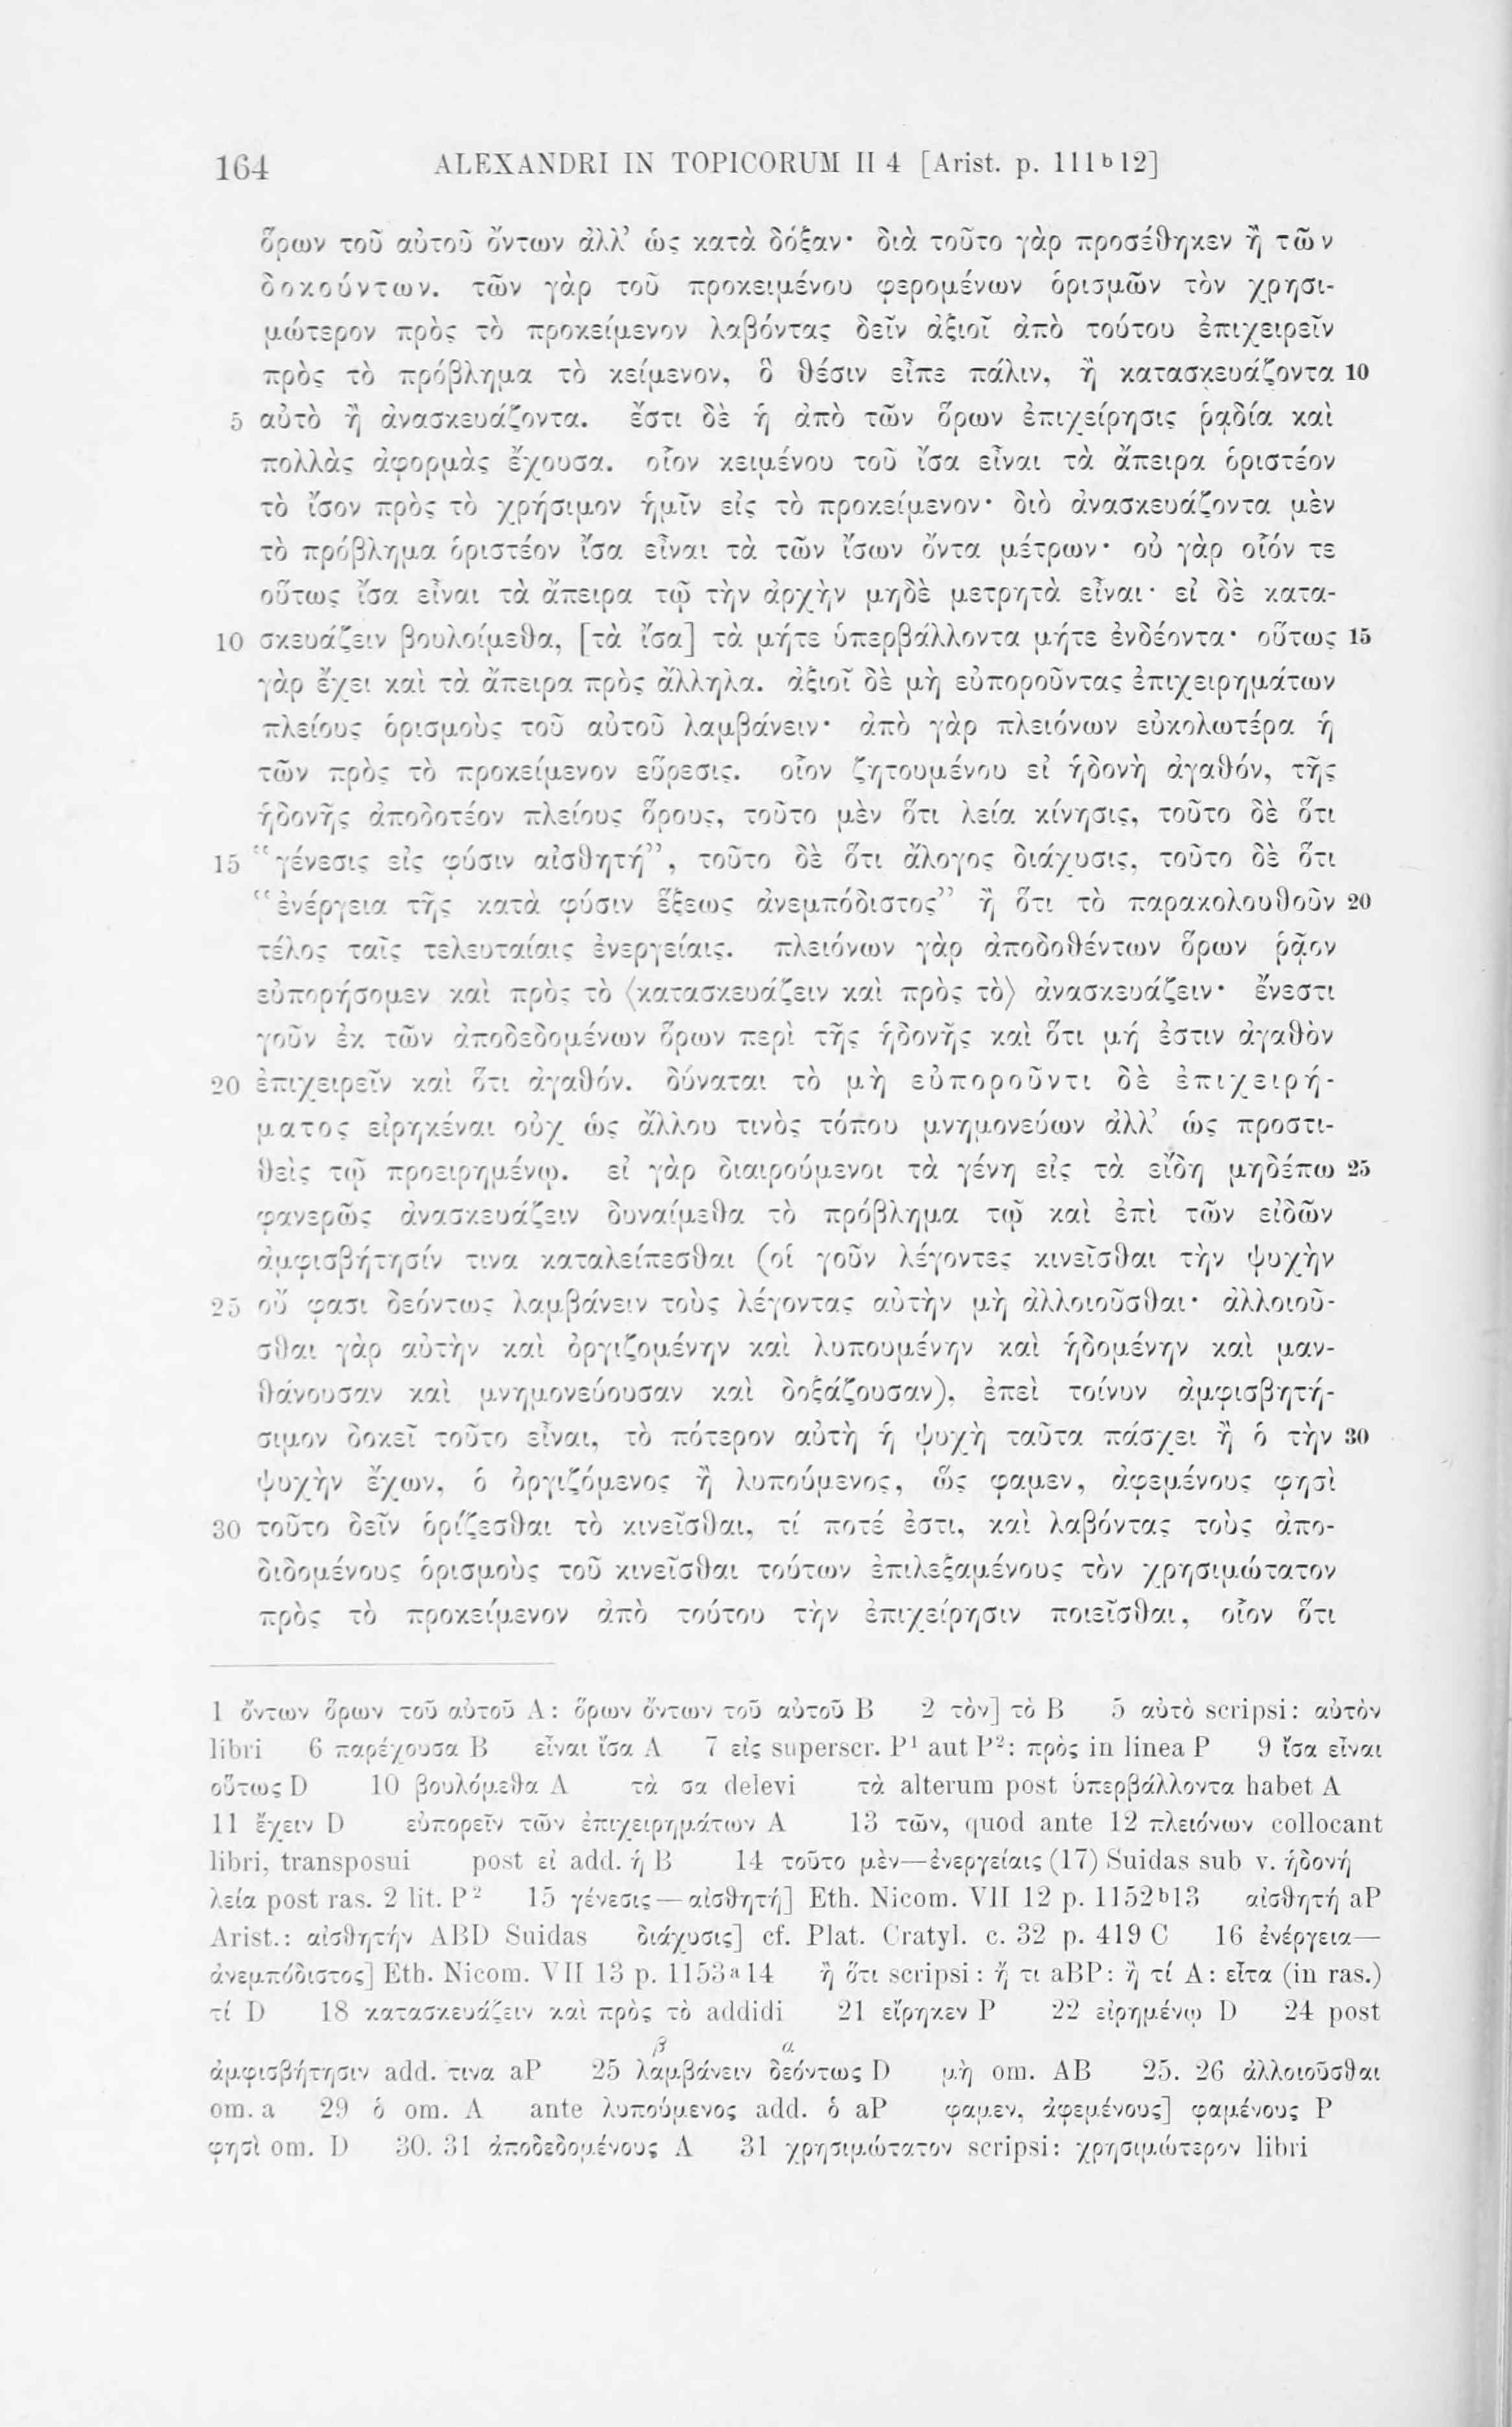 164 ALEXANDRI IN TOPICORUM II 4 [Arist. p. 111ᵇ12]
ὅρων τοῦ αὐτοῦ ὄντων ἀλλ’ ὡς κατὰ δόξαν· διὰ τοῦτο γὰρ προσέθηκεν ἢ τῶν
δοκούντων. τῶν γὰρ τοῦ προκειμένου φερομένων ὁρισμῶν τὸν χρησι-
μώτερον πρὸς τὸ προκείμενον λαβόντας δεῖν ἀξιοῖ ἀπὸ τούτου ἐπιχειρεῖν
πρὸς τὸ πρόβλημα τὸ κείμενον, ὃ θέσιν εἶπε πάλιν, ἢ κατασκευάζοντα 10
5 αὐτὸ ἢ ἀνασκευάζοντα. ἔστι δὲ ἡ ἀπὸ τῶν ὅρων ἐπιχείρησις ῥᾳδία καὶ
πολλὰς ἀφορμὰς ἔχουσα. οἷον κειμένου τοῦ ἴσα εἶναι τὰ ἄπειρα ὁριστέον
τὸ ἴσον πρὸς τὸ χρήσιμον ἡμῖν εἰς τὸ προκείμενον· διὸ ἀνασκευάζοντα μὲν
τὸ πρόβλημα ὁριστέον ἴσα εἶναι τὰ τῶν ἴσων ὄντα μέτρων· οὐ γὰρ οἷόν τε
οὕτως ἴσα εἶναι τὰ ἄπειρα τῷ τὴν ἀρχὴν μηδὲ μετρητὰ εἶναι· εἰ δὲ κατα-
10 σκευάζειν βουλοίμεθα, [τὰ ἴσα] τὰ μήτε ὑπερβάλλοντα μήτε ἐνδέοντα· οὕτως 15
γὰρ ἔχει καὶ τὰ ἄπειρα πρὸς ἄλληλα. ἀξιοῖ δὲ μὴ εὐποροῦντας ἐπιχειρημάτων
πλείους ὁρισμοὺς τοῦ αὐτοῦ λαμβάνειν· ἀπὸ γὰρ πλειόνων εὐκολωτέρα ἡ
τῶν πρὸς τὸ προκείμενον εὕρεσις. οἷον ζητουμένου εἰ ἡδονὴ ἀγαθόν, τῆς
ἡδονῆς ἀποδοτέον πλείους ὅρους, τοῦτο μὲν ὅτι λεία κίνησις, τοῦτο δὲ ὅτι
15 “γένεσις εἰς φύσιν αἰσθητή”, τοῦτο δὲ ὅτι ἄλογος διάχυσις, τοῦτο δὲ ὅτι
“ἐνέργεια τῆς κατὰ φύσιν ἕξεως ἀνεμπόδιστος” ἢ ὅτι τὸ παρακολουθοῦν 20
τέλος ταῖς τελευταίαις ἐνεργείαις. πλειόνων γὰρ ἀποδοθέντων ὅρων ῥᾷον
εὐπορήσομεν καὶ πρὸς τὸ ⟨κατασκευάζειν καὶ πρὸς τὸ⟩ ἀνασκευάζειν· ἔνεστι
γοῦν ἐκ τῶν ἀποδεδομένων ὅρων περὶ τῆς ἡδονῆς καὶ ὅτι μή ἐστιν ἀγαθὸν
20 ἐπιχειρεῖν καὶ ὅτι ἀγαθόν. δύναται τὸ μὴ εὐποροῦντι δὲ ἐπιχειρή-
ματος εἰρηκέναι οὐχ ὡς ἄλλου τινὸς τόπου μνημονεύων ἀλλ’ ὡς προστι-
θεὶς τῷ προειρημένῳ. εἰ γὰρ διαιρούμενοι τὰ γένη εἰς τὰ εἴδη μηδέπω 25
φανερῶς ἀνασκευάζειν δυναίμεθα τὸ πρόβλημα τῷ καὶ ἐπὶ τῶν εἰδῶν
ἀμφισβήτησίν τινα καταλείπεσθαι (οἱ γοῦν λέγοντες κινεῖσθαι τὴν ψυχὴν
25 οὔ φασι δεόντως λαμβάνειν τοὺς λέγοντας αὐτὴν μὴ ἀλλοιοῦσθαι· ἀλλοιοῦ-
σθαι γὰρ αὐτὴν καὶ ὀργιζομένην καὶ λυπουμένην καὶ ἡδομένην καὶ μαν-
θάνουσαν καὶ μνημονεύουσαν καὶ δοξάζουσαν), ἐπεὶ τοίνυν ἀμφισβητή-
σιμον δοκεῖ τοῦτο εἶναι, τὸ πότερον αὐτὴ ἡ ψυχὴ ταῦτα πάσχει ἢ ὁ τὴν 30
ψυχὴν ἔχων, ὁ ὀργιζόμενος ἢ λυπούμενος, ὥς φαμεν, ἀφεμένους φησὶ
30 τοῦτο δεῖν ὁρίζεσθαι τὸ κινεῖσθαι, τί ποτέ ἐστι, καὶ λαβόντας τοὺς ἀπο-
διδομένους ὁρισμοὺς τοῦ κινεῖσθαι τούτων ἐπιλεξαμένους τὸν χρησιμώτατον
πρὸς τὸ προκείμενον ἀπὸ τούτου τὴν ἐπιχείρησιν ποιεῖσθαι, οἷον ὅτι
1 ὄντων ὅρων τοῦ αὐτοῦ A: ὅρων ὄντων τοῦ αὐτοῦ B 2 τὸν] τὸ B 5 αὐτὸ scripsi: αὐτὸν
libri 6 παρέχουσα B εἶναι ἴσα A 7 εἰς superscr. P¹ aut P²: πρὸς in linea P 9 ἴσα εἶναι
οὕτως D 10 βουλόμεθα A τὰ σα delevi τὰ alterum post ὑπερβάλλοντα habet A
11 ἔχειν D εὐπορεῖν τῶν ἐπιχειρημάτων A 13 τῶν, quod ante 12 πλειόνων collocant
libri, transposui post εἰ add. ἡ B 14 τοῦτο μὲν—ἐνεργείαις (17) Suidas sub v. ἡδονή
λεία post ras. 2 lit. P² 15 γένεσις—αἰσθητή] Eth. Nicom. VII 12 p. 1152ᵇ13 αἰσθητή aP
Arist.: αἰσθητήν ABD Suidas διάχυσις] cf. Plat. Cratyl. c. 32 p. 419 C 16 ἐνέργεια—
ἀνεμπόδιστος] Eth. Nicom. VII 13 p. 1153ᵃ14 ἢ ὅτι scripsi: ἤ τι aBP: ἢ τί A: εἶτα (in ras.)
τί D 18 κατασκευάζειν καὶ πρὸς τὸ addidi 21 εἴρηκεν P 22 εἰρημένῳ D 24 post
β α
ἀμφισβήτησιν add. τινα aP 25 λαμβάνειν δεόντως D μὴ om. AB 25. 26 ἀλλοιοῦσθαι
om. a 29 ὁ om. A ante λυπούμενος add. ὁ aP φαμεν, ἀφεμένους] φαμένους P
φησὶ om. D 30. 31 ἀποδεδομένους A 31 χρησιμώτατον scripsi: χρησιμώτερον libri